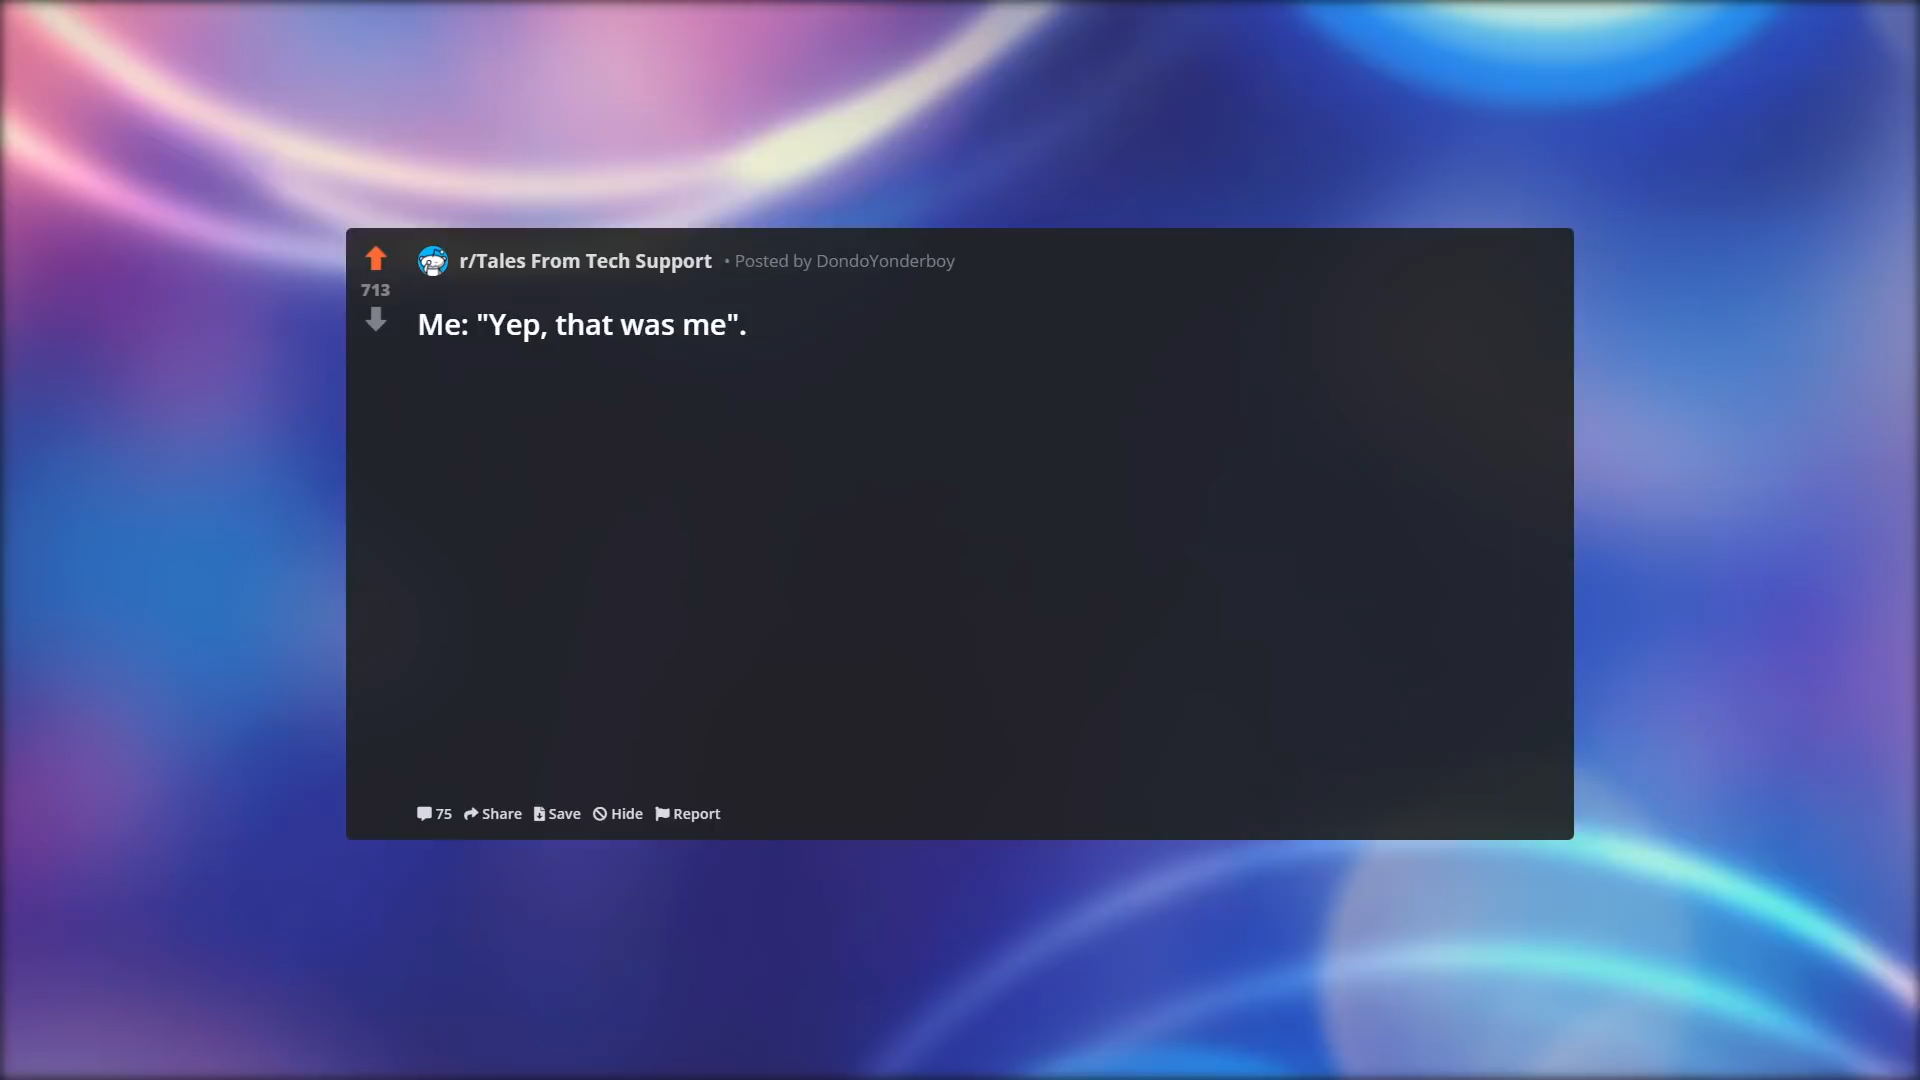 r/Tales From Tech Support • Posted by DondoYonderboy
713
Me: "Yep, that was me".
75 Share Save Hide Report